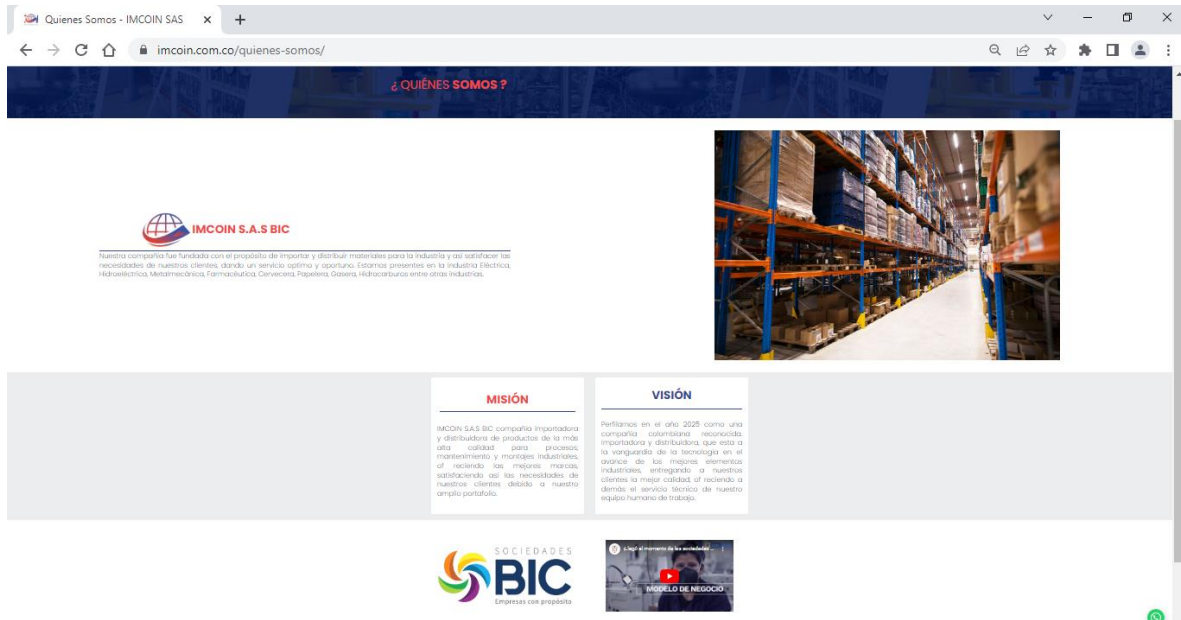 Quienes Somos - IMCOIN SAS
imcoin.com.co/quienes-somos/
¿ QUIÉNES SOMOS ?
IMCOIN S.A.S BIC
Nuestra compañía fue fundada con el propósito de importar y distribuir materiales para la industria y así satisfacer las
necesidades de nuestros clientes, dando un servicio optimo y oportuno. Estamos presentes en la industria Eléctrica,
Hidroeléctrica, Metalmecánica, Farmacéutica, Cervecera, Papelera, Gasera, Hidrocarburos entre otras industrias.
MISIÓN
IMCOIN S.A.S BIC compañía importadora
y distribuidora de productos de la más
alta calidad para procesos,
mantenimiento y montajes industriales,
of reciendo las mejores marcas,
satisfaciendo así las necesidades de
nuestros clientes debido a nuestro
amplio portafolio.
VISIÓN
Perfilarnos en el año 2025 como una
compañía colombiana reconocida,
importadora y distribuidora, que esta a
la vanguardia de la tecnología en el
avance de los mejores elementos
industriales, entregando a nuestros
clientes la mejor calidad, of reciendo a
demás el servicio técnico de nuestro
equipo humano de trabajo.
SOCIEDADES
BIC
Empresas con propósito
¡Llegó el momento de las sociedades ...
MODELO DE NEGOCIO